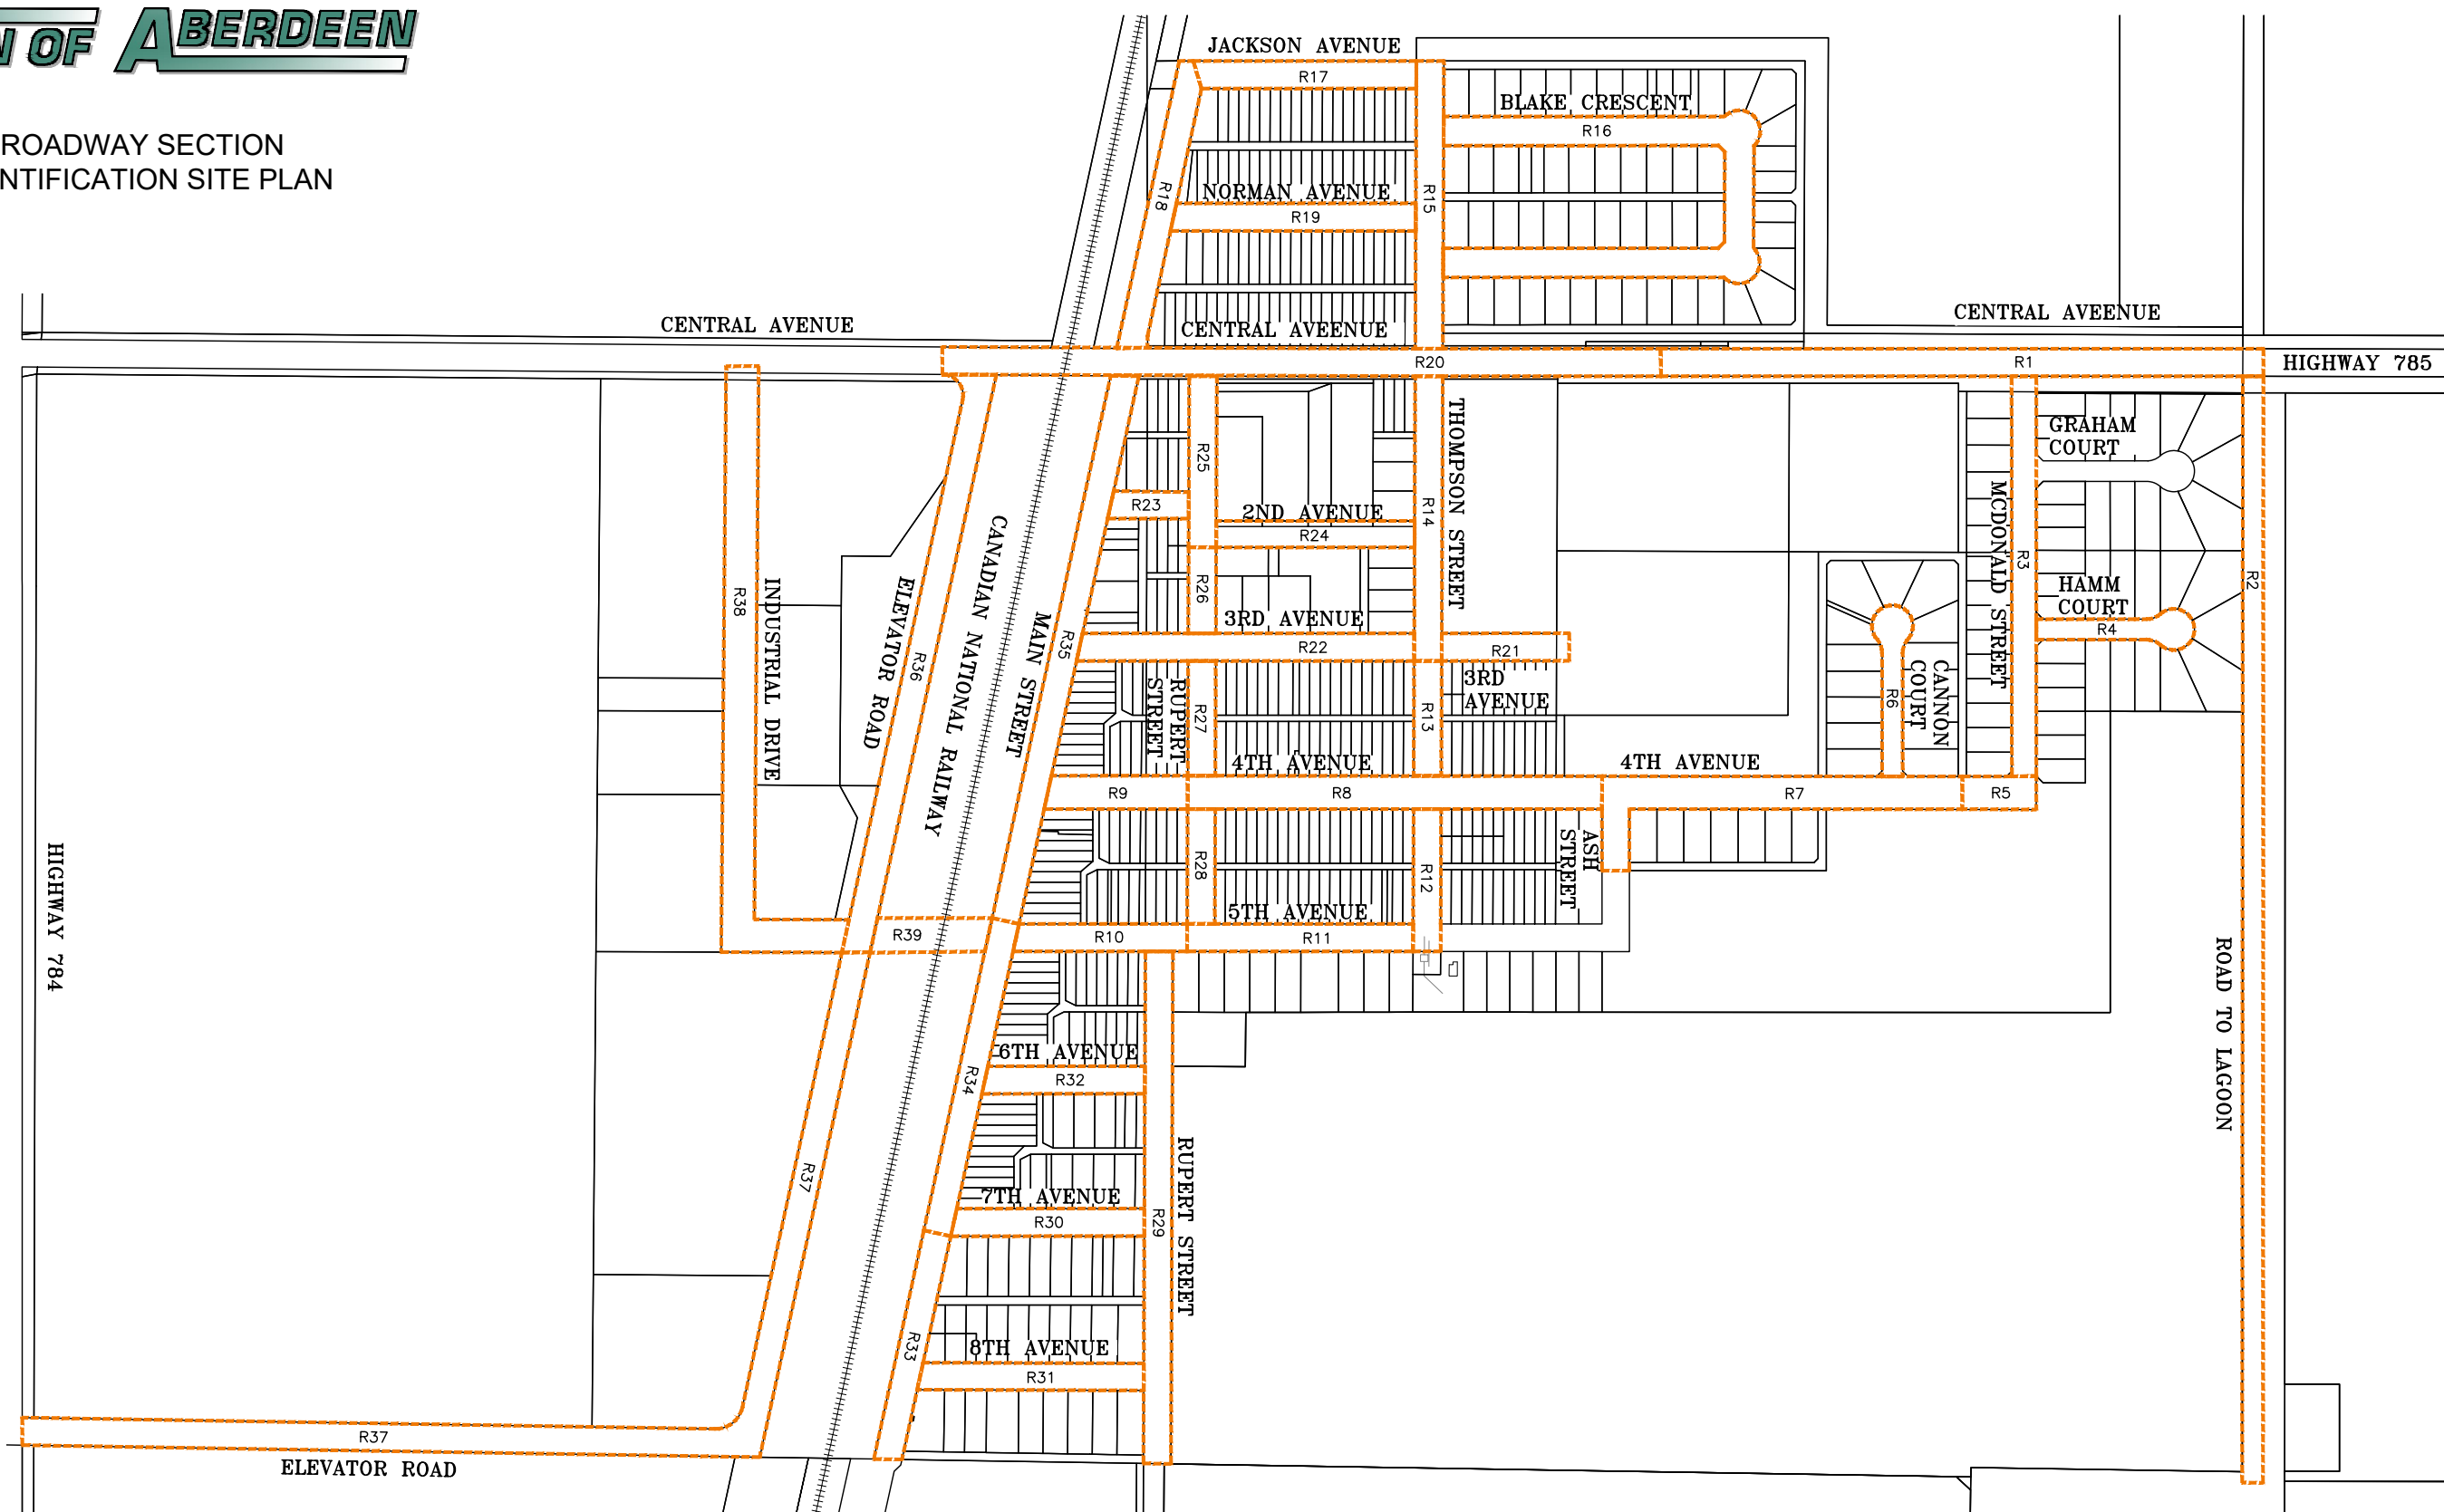 N OF ABERDEEN
ROADWAY SECTION
NTIFICATION SITE PLAN
JACKSON AVENUE
R17
BLAKE CRESCENT
R16
R18
NORMAN AVENUE
R19
R15
CENTRAL AVENUE
CENTRAL AVEENUE
CENTRAL AVEENUE
R20
R1
HIGHWAY 785
THOMPSON STREET
GRAHAM
COURT
R25
R23
2ND AVENUE
R24
R14
MCDONALD STREET
R3
HAMM
COURT
R4
R2
R38
INDUSTRIAL DRIVE
ELEVATOR ROAD
R36
CANADIAN NATIONAL RAILWAY
MAIN STREET
R35
R26
3RD AVENUE
R22
R21
3RD
AVENUE
RUPERT
STREET
R27
R13
CANNON
COURT
R6
4TH AVENUE
4TH AVENUE
R9
R8
R7
R5
ASH
STREET
R28
R12
5TH AVENUE
R39
R10
R11
HIGHWAY 784
ROAD TO LAGOON
6TH AVENUE
R32
R34
R37
7TH AVENUE
R30
R29
RUPERT STREET
R33
8TH AVENUE
R31
R37
ELEVATOR ROAD